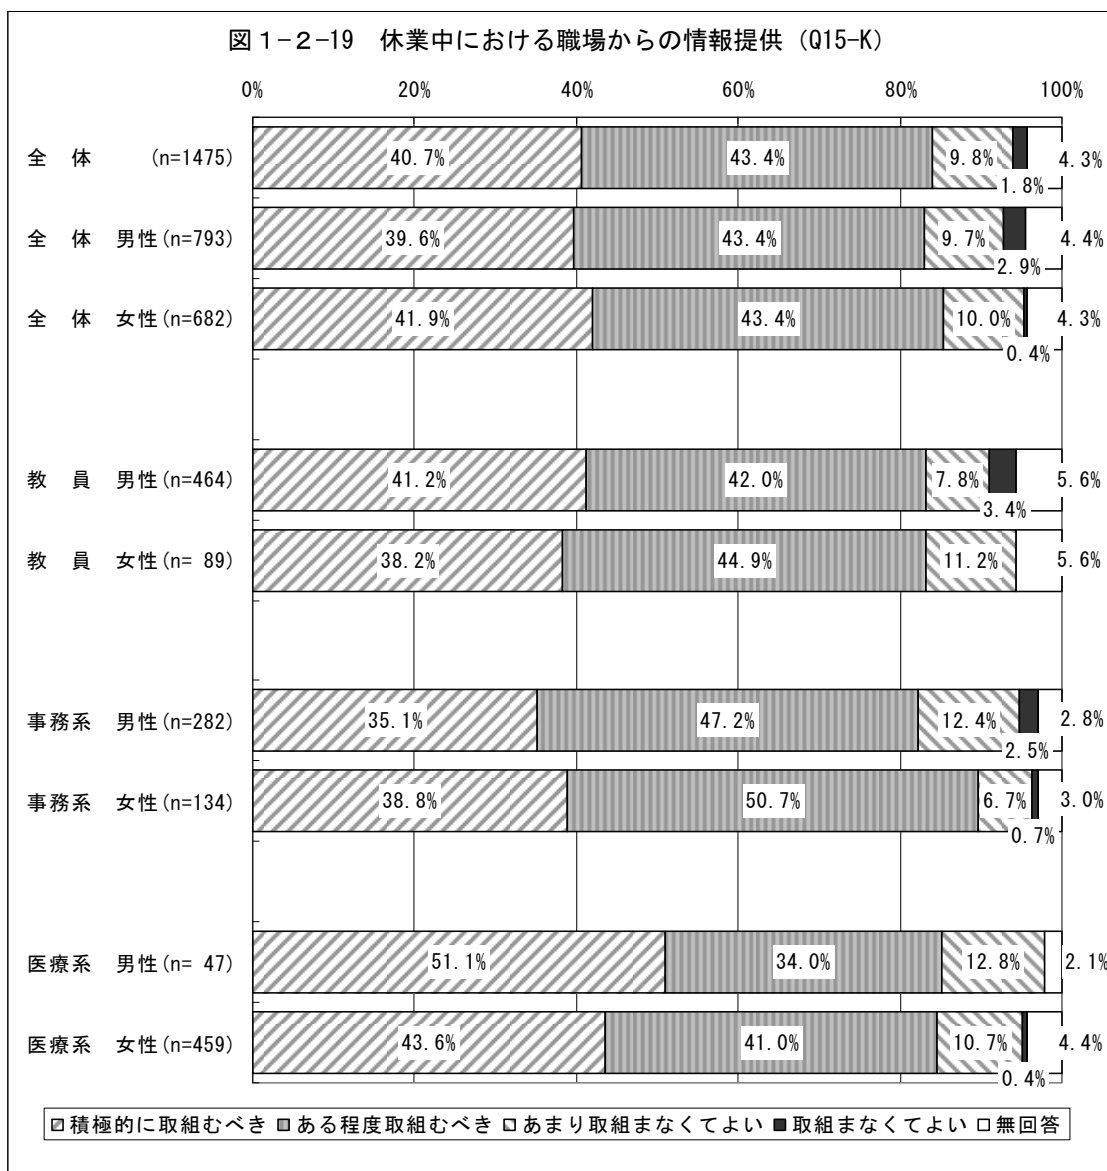 図1-2-19 休業中における職場からの情報提供 (Q15-K)
0% 20% 40% 60% 80% 100%
全 体 (n=1475) 40.7% 43.4% 9.8% 1.8% 4.3%
全 体 男性(n=793) 39.6% 43.4% 9.7% 2.9% 4.4%
全 体 女性(n=682) 41.9% 43.4% 10.0% 0.4% 4.3%
教 員 男性(n=464) 41.2% 42.0% 7.8% 3.4% 5.6%
教 員 女性(n= 89) 38.2% 44.9% 11.2% 5.6%
事務系 男性(n=282) 35.1% 47.2% 12.4% 2.5% 2.8%
事務系 女性(n=134) 38.8% 50.7% 6.7% 0.7% 3.0%
医療系 男性(n= 47) 51.1% 34.0% 12.8% 2.1%
医療系 女性(n=459) 43.6% 41.0% 10.7% 0.4% 4.4%
積極的に取組むべき ある程度取組むべき あまり取組まなくてよい 取組まなくてよい 無回答